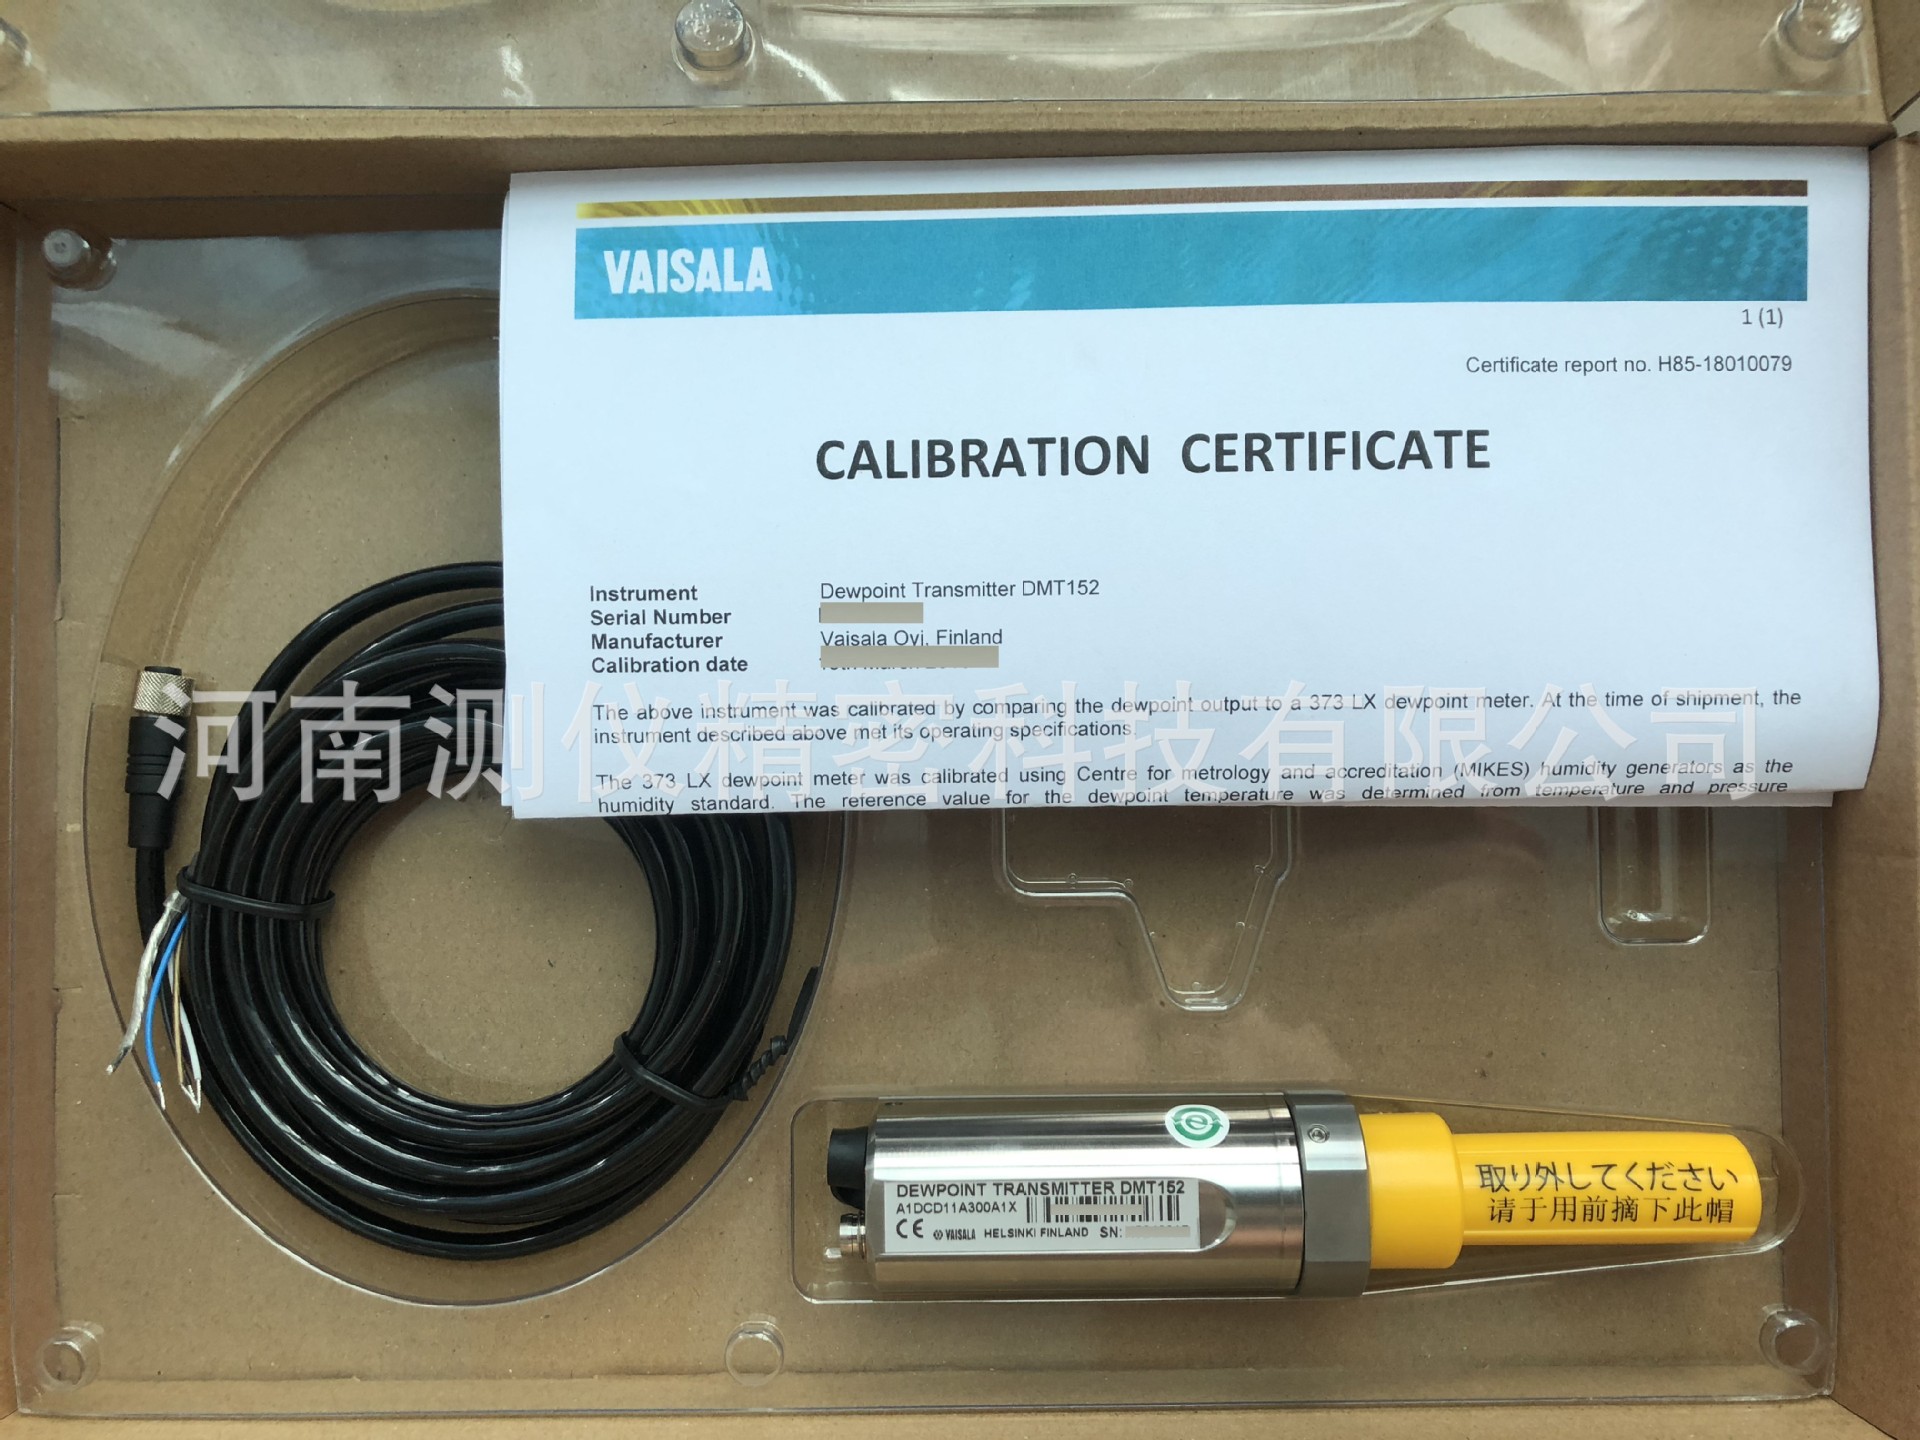 VAISALA
1 (1)
Certificate report no. H85-18010079
CALIBRATION CERTIFICATE
Instrument Dewpoint Transmitter DMT152
Serial Number
Manufacturer Vaisala Oyj, Finland
Calibration date
The above instrument was calibrated by comparing the dewpoint output to a 373 LX dewpoint meter. At the time of shipment, the
instrument described above met its operating specifications.
The 373 LX dewpoint meter was calibrated using Centre for metrology and accreditation (MIKES) humidity generators as the
humidity standard. The reference value for the dewpoint temperature was determined from temperature and pressure
河南测仪精密科技有限公司
DEWPOINT TRANSMITTER DMT152
A1DCD11A300A1X
CE VAISALA HELSINKI FINLAND SN:
取り外してください
请于用前摘下此帽
e